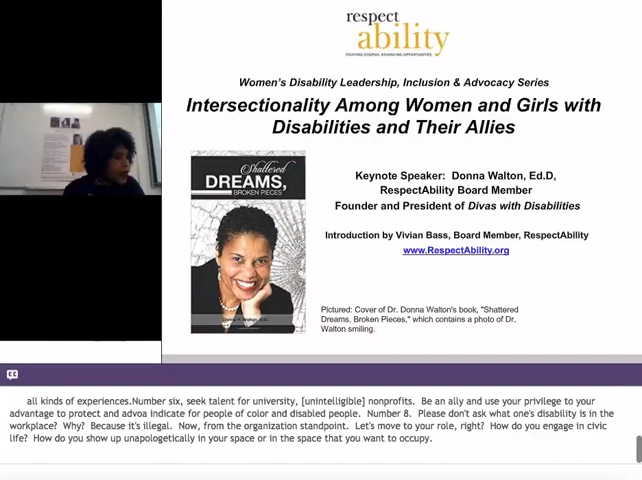 respect
ability
FIGHTING STIGMAS. ADVANCING OPPORTUNITIES.
Women's Disability Leadership, Inclusion & Advocacy Series
Intersectionality Among Women and Girls with
Disabilities and Their Allies
Shattered
DREAMS,
BROKEN PIECES
Keynote Speaker: Donna Walton, Ed.D,
RespectAbility Board Member
Founder and President of Divas with Disabilities
Introduction by Vivian Bass, Board Member, RespectAbility
www.RespectAbility.org
Pictured: Cover of Dr. Donna Walton's book, "Shattered
Dreams, Broken Pieces," which contains a photo of Dr.
Walton smiling.
all kinds of experiences.Number six, seek talent for university, [unintelligible] nonprofits. Be an ally and use your privilege to your
advantage to protect and advoa indicate for people of color and disabled people. Number 8. Please don't ask what one's disability is in the
workplace? Why? Because it's illegal. Now, from the organization standpoint. Let's move to your role, right? How do you engage in civic
life? How do you show up unapologetically in your space or in the space that you want to occupy.